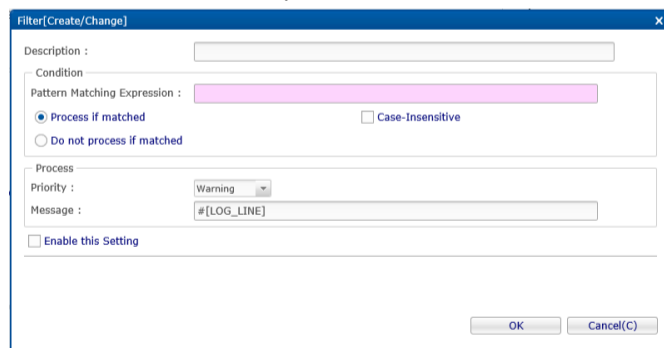 Filter[Create/Change] x
Description :
Condition
Pattern Matching Expression :
Process if matched Case-Insensitive
Do not process if matched
Process
Priority : Warning
Message : #[LOG_LINE]
Enable this Setting
OK Cancel(C)